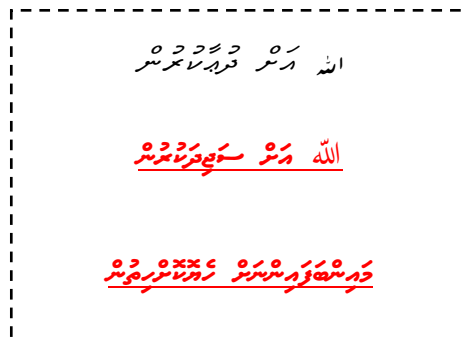 ﷲ އަށް ދުޢާކުރުން
ﷲ އަށް ސަޖިދަކުރުން
މައިންބަފައިންނަށް ހެޔޮކޮށްހިތުން